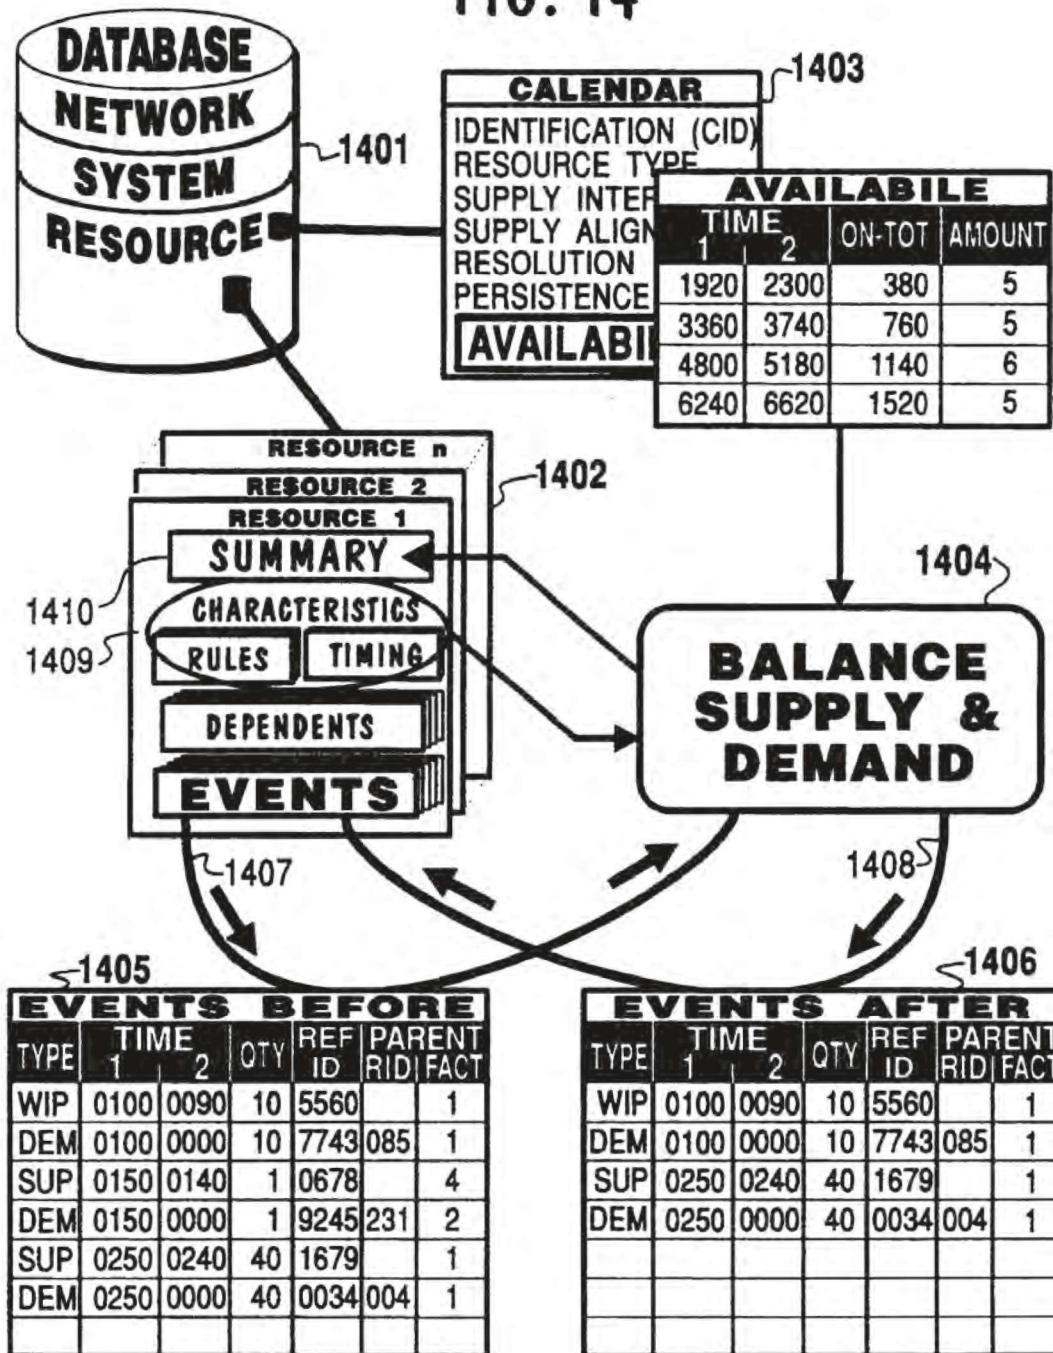 FIG. 14
DATABASE
NETWORK
SYSTEM
RESOURCE
1401
1403
CALENDAR
IDENTIFICATION (CID)
RESOURCE TYPE
SUPPLY INTER
SUPPLY ALIGN
RESOLUTION
PERSISTENCE
AVAILABI
AVAILABILE
TIME ON-TOT AMOUNT
1 2
1920 2300 380 5
3360 3740 760 5
4800 5180 1140 6
6240 6620 1520 5
RESOURCE n
RESOURCE 2
RESOURCE 1
1402
SUMMARY
1410
CHARACTERISTICS
1409
RULES TIMING
DEPENDENTS
EVENTS
1404
BALANCE
SUPPLY &
DEMAND
1407
1408
1405
EVENTS BEFORE
TYPE TIME QTY REF PARENT
1 2 ID RID FACT
WIP 0100 0090 10 5560 1
DEM 0100 0000 10 7743 085 1
SUP 0150 0140 1 0678 4
DEM 0150 0000 1 9245 231 2
SUP 0250 0240 40 1679 1
DEM 0250 0000 40 0034 004 1
1406
EVENTS AFTER
TYPE TIME QTY REF PARENT
1 2 ID RID FACT
WIP 0100 0090 10 5560 1
DEM 0100 0000 10 7743 085 1
SUP 0250 0240 40 1679 1
DEM 0250 0000 40 0034 004 1